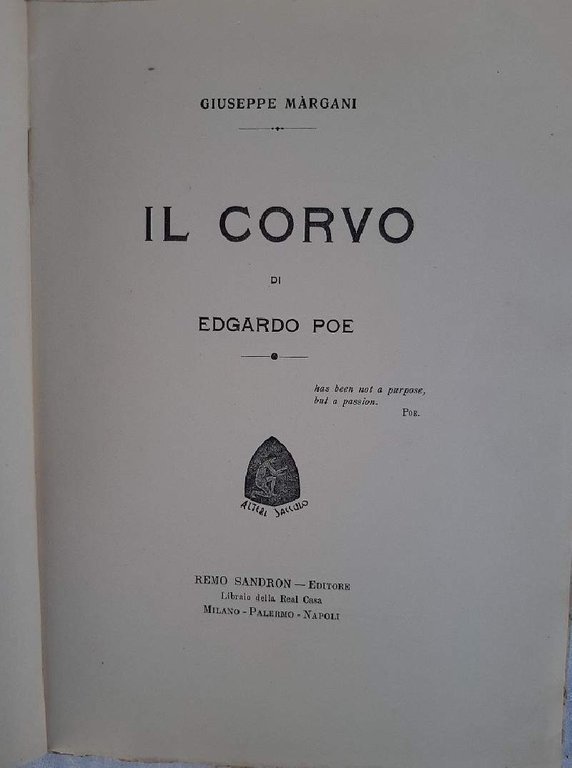 GIUSEPPE MÀRGANI
IL CORVO
DI
EDGARDO POE
has been not a purpose,
but a passion.
POE.
ALTERI SAECULO
REMO SANDRON — EDITORE
Libraio della Real Casa
MILANO - PALERMO - NAPOLI